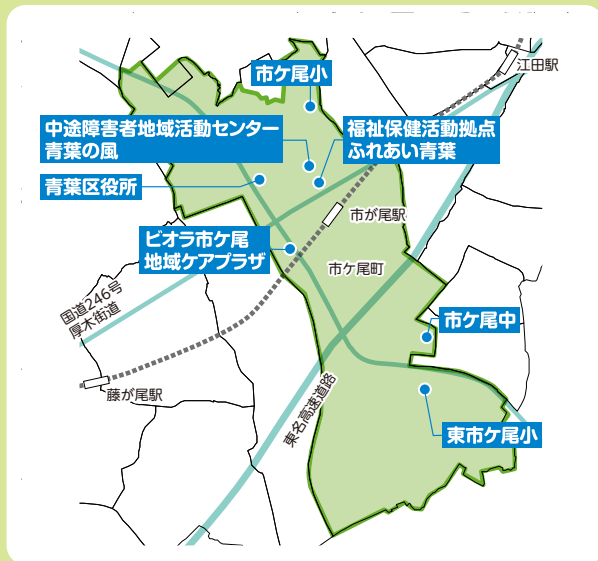 江田駅
市ケ尾小
中途障害者地域活動センター
青葉の風
福祉保健活動拠点
ふれあい青葉
青葉区役所
市が尾駅
ビオラ市ケ尾
地域ケアプラザ
市ケ尾町
国道246号
厚木街道
市ケ尾中
藤が尾駅
東名高速道路
東市ケ尾小